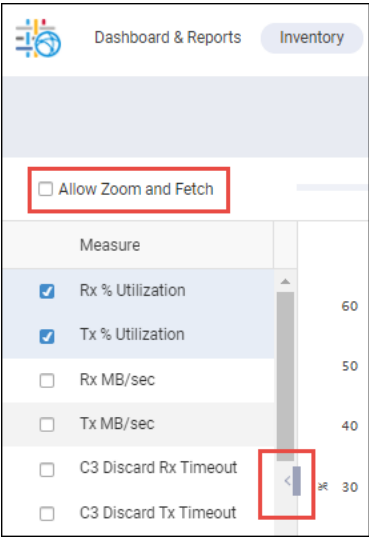 Dashboard & Reports Inventory
Allow Zoom and Fetch
Measure
Rx % Utilization
Tx % Utilization
Rx MB/sec
Tx MB/sec
C3 Discard Rx Timeout
C3 Discard Tx Timeout
60
50
40
30